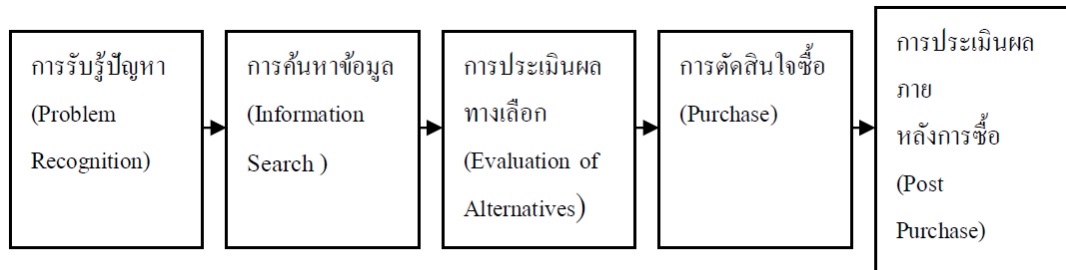 การรับรู้ปัญหา
(Problem
Recognition)
การค้นหาข้อมูล
(Information
Search )
การประเมินผล
ทางเลือก
(Evaluation of
Alternatives)
การตัดสินใจซื้อ
(Purchase)
การประเมินผล
ภาย
หลังการซื้อ
(Post
Purchase)